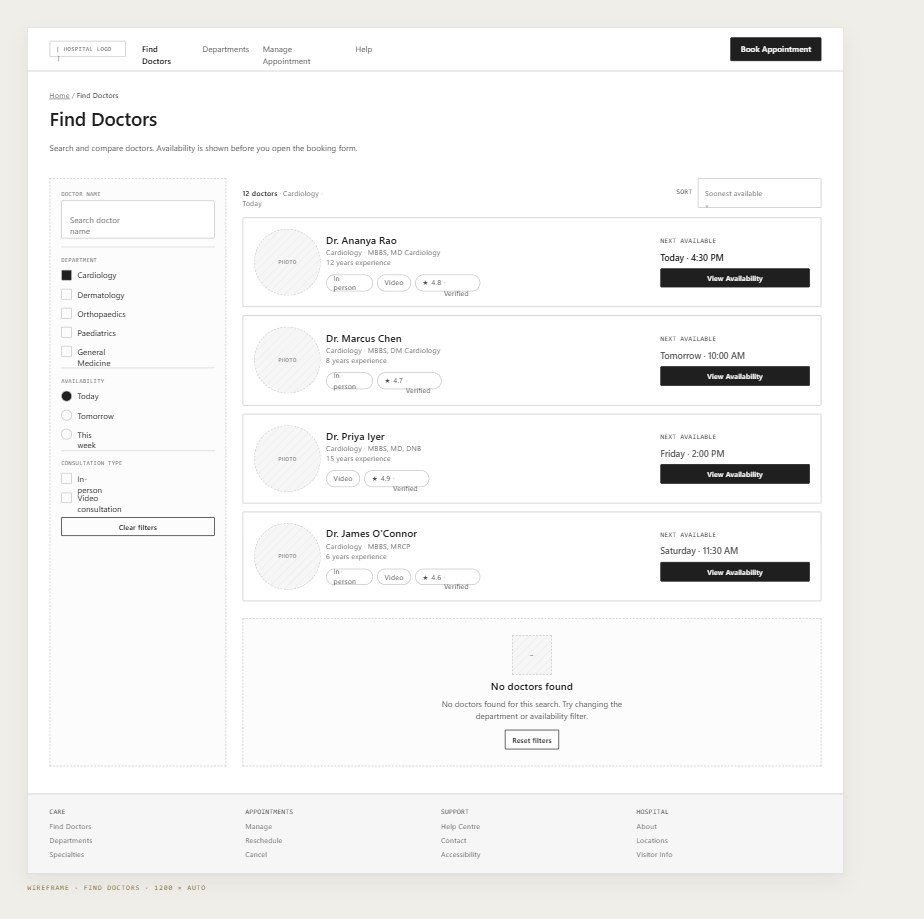 [ HOSPITAL LOGO
]
Find
Doctors
Departments
Manage
Appointment
Help
Book Appointment
Home / Find Doctors
Find Doctors
Search and compare doctors. Availability is shown before you open the booking form.
DOCTOR NAME
Search doctor
name
DEPARTMENT
Cardiology
Dermatology
Orthopaedics
Paediatrics
General
Medicine
AVAILABILITY
Today
Tomorrow
This
week
CONSULTATION TYPE
In-
person
Video
consultation
Clear filters
12 doctors · Cardiology ·
Today
SORT
Soonest available
Dr. Ananya Rao
Cardiology · MBBS, MD Cardiology
12 years experience
PHOTO
In-
person
Video
★ 4.8 ·
Verified
NEXT AVAILABLE
Today · 4:30 PM
View Availability
Dr. Marcus Chen
Cardiology · MBBS, DM Cardiology
8 years experience
PHOTO
In-
person
★ 4.7 ·
Verified
NEXT AVAILABLE
Tomorrow · 10:00 AM
View Availability
Dr. Priya Iyer
Cardiology · MBBS, MD, DNB
15 years experience
PHOTO
Video
★ 4.9 ·
Verified
NEXT AVAILABLE
Friday · 2:00 PM
View Availability
Dr. James O'Connor
Cardiology · MBBS, MRCP
6 years experience
PHOTO
In-
person
Video
★ 4.6 ·
Verified
NEXT AVAILABLE
Saturday · 11:30 AM
View Availability
No doctors found
No doctors found for this search. Try changing the
department or availability filter.
Reset filters
CARE
Find Doctors
Departments
Specialties
APPOINTMENTS
Manage
Reschedule
Cancel
SUPPORT
Help Centre
Contact
Accessibility
HOSPITAL
About
Locations
Visitor Info
WIREFRAME · FIND DOCTORS · 1200 × AUTO